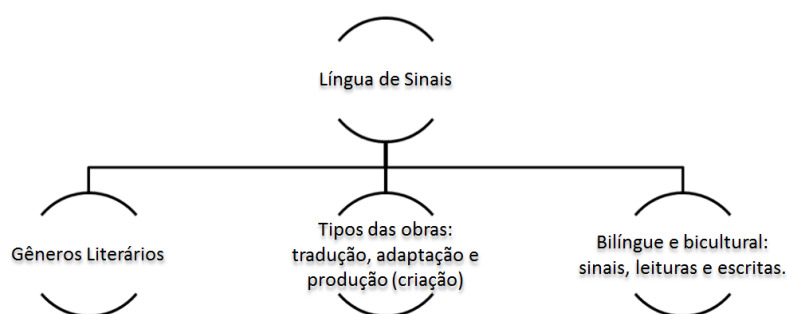 Língua de Sinais
Gêneros Literários
Tipos das obras:
tradução, adaptação e
produção (criação)
Bilíngue e bicultural:
sinais, leituras e escritas.